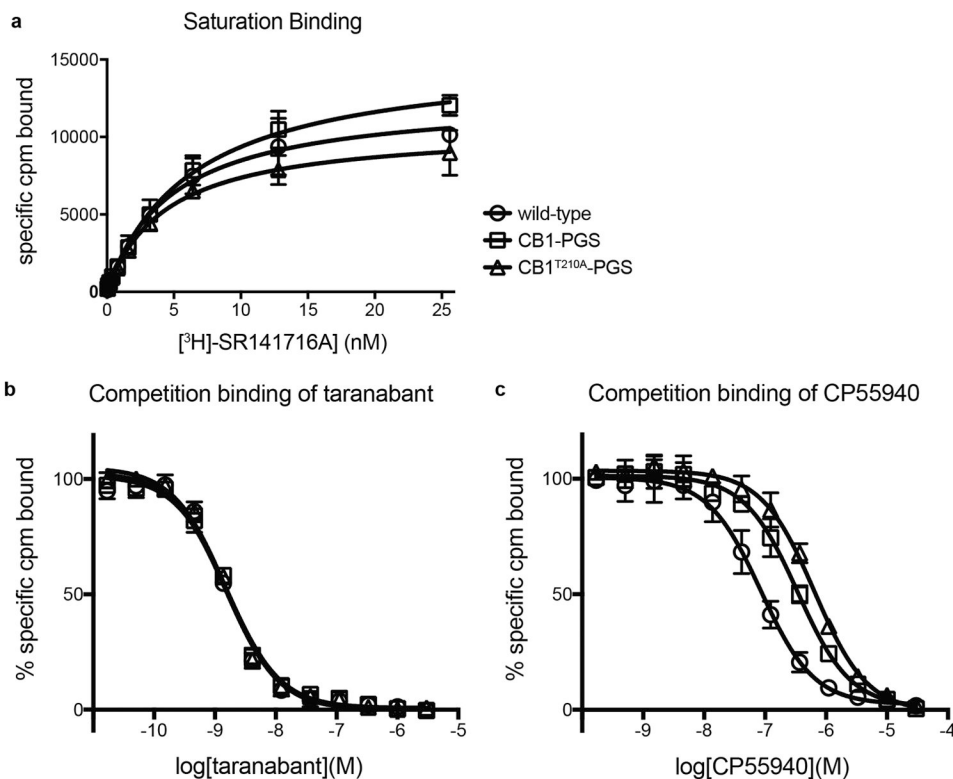 a
Saturation Binding
15000
10000
5000
0
specific cpm bound
0 5 10 15 20 25
[³H]-SR141716A] (nM)
wild-type
CB1-PGS
CB1ᵀ²¹⁰ᴬ-PGS
b
Competition binding of taranabant
100
50
0
% specific cpm bound
-10 -9 -8 -7 -6 -5
log[taranabant](M)
c
Competition binding of CP55940
100
50
0
% specific cpm bound
-9 -8 -7 -6 -5 -4
log[CP55940](M)